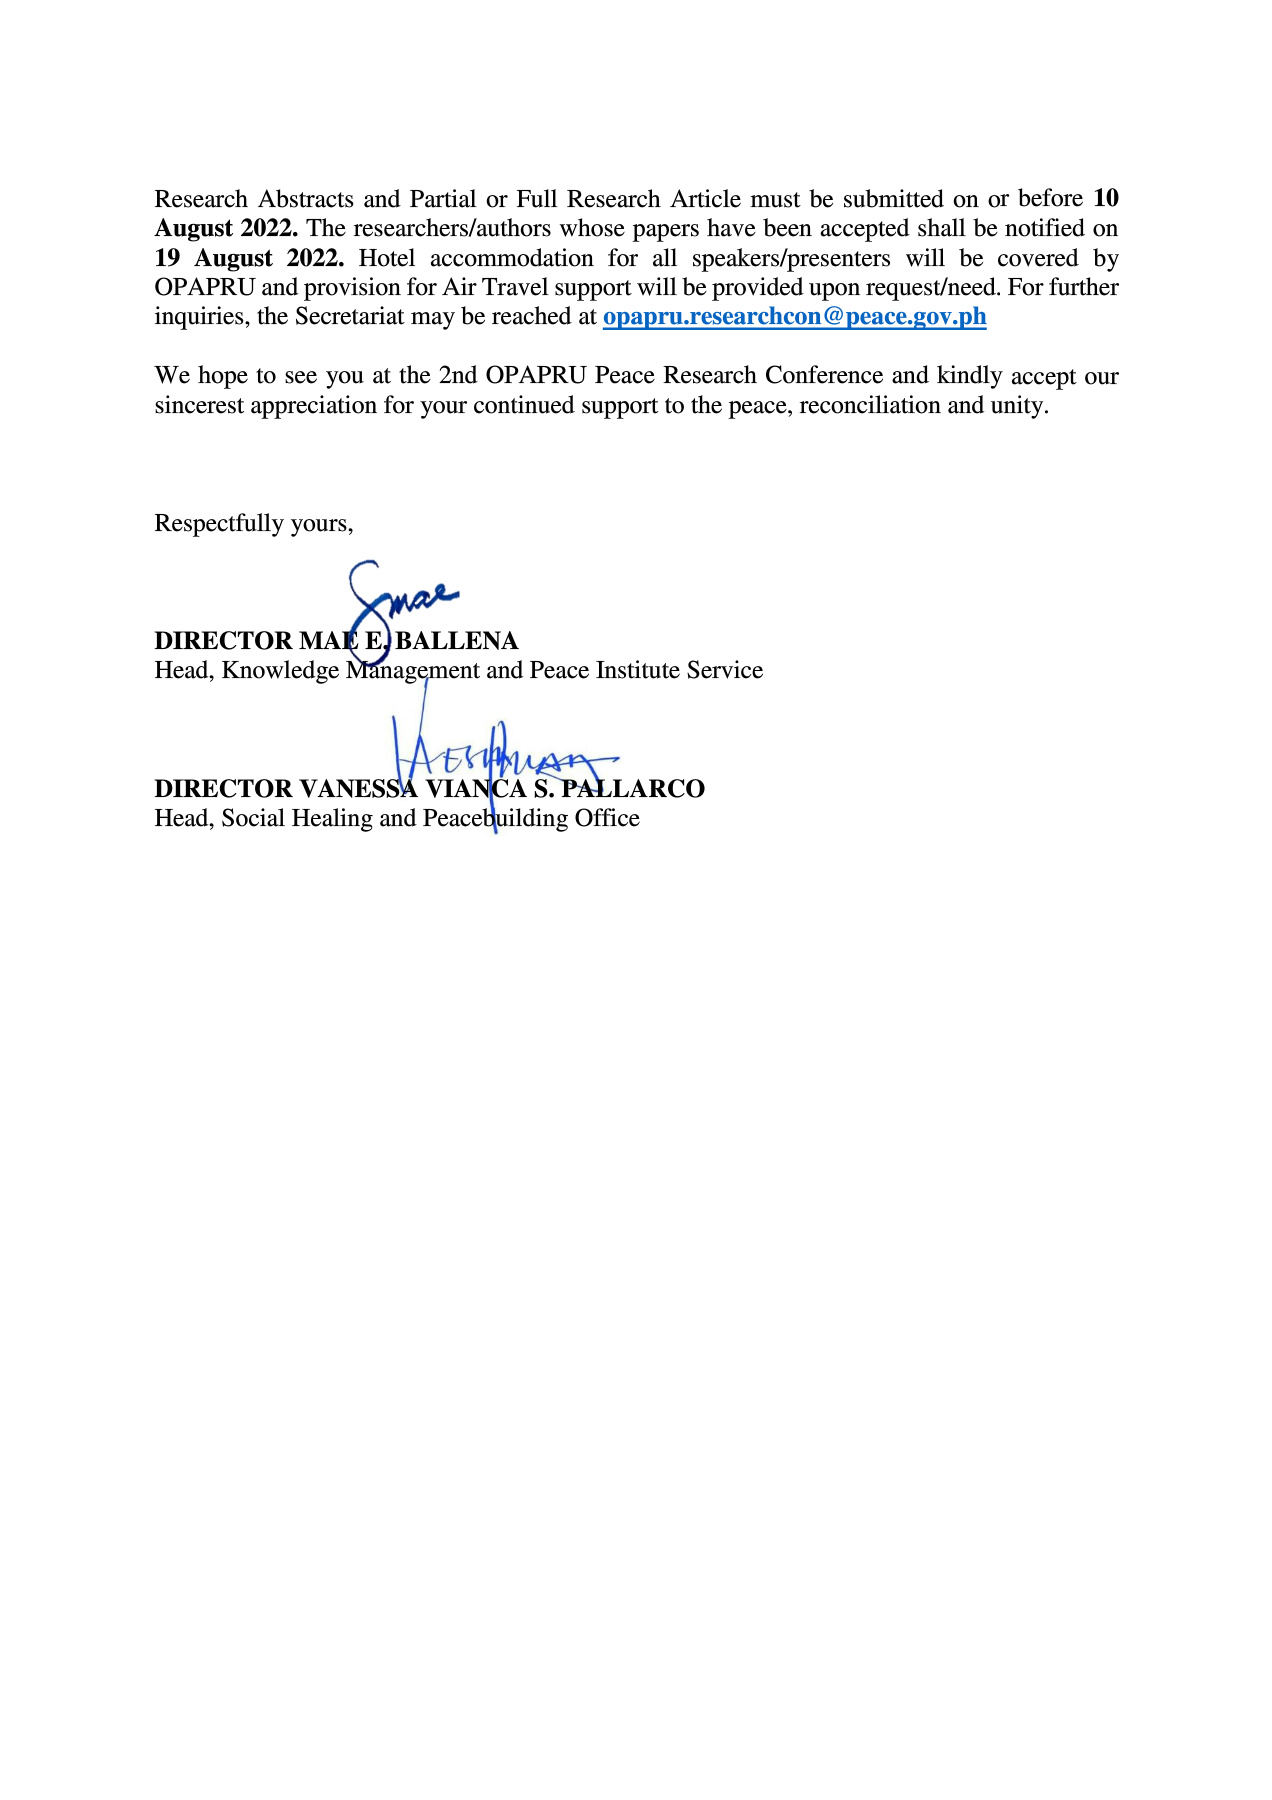 Research Abstracts and Partial or Full Research Article must be submitted on or before 10
August 2022. The researchers/authors whose papers have been accepted shall be notified on
19 August 2022. Hotel accommodation for all speakers/presenters will be covered by
OPAPRU and provision for Air Travel support will be provided upon request/need. For further
inquiries, the Secretariat may be reached at opapru.researchcon@peace.gov.ph
We hope to see you at the 2nd OPAPRU Peace Research Conference and kindly accept our
sincerest appreciation for your continued support to the peace, reconciliation and unity.
Respectfully yours,
DIRECTOR MAE E. BALLENA
Head, Knowledge Management and Peace Institute Service
DIRECTOR VANESSA VIANCA S. PALLARCO
Head, Social Healing and Peacebuilding Office